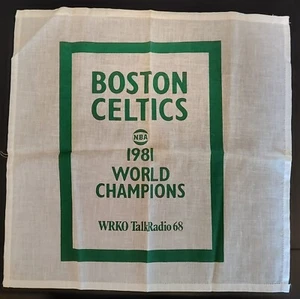 BOSTON
CELTICS
NBA
1981
WORLD
CHAMPIONS
WRKO TalkRadio 68